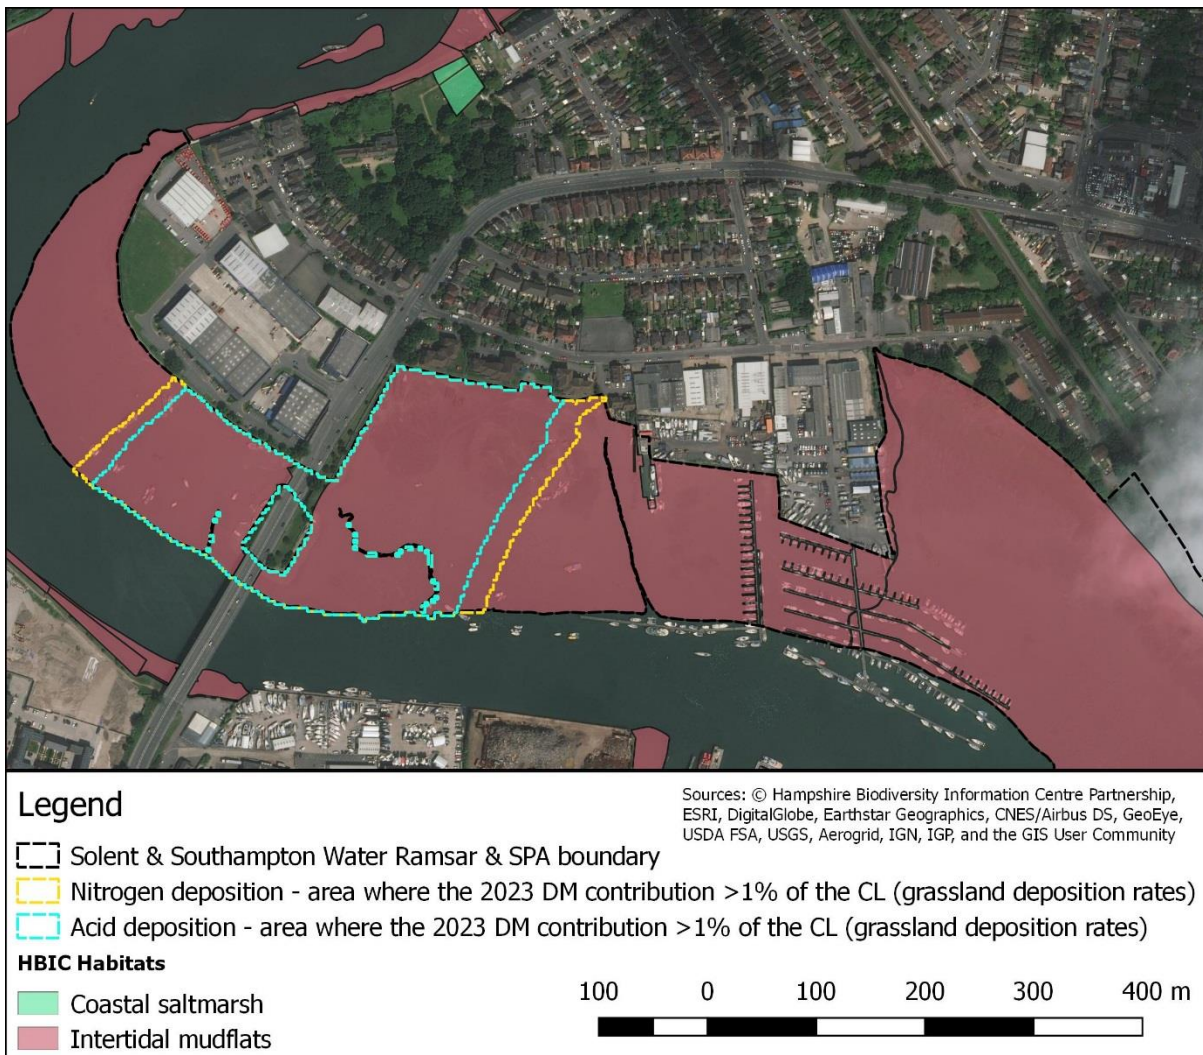 Legend
Sources: © Hampshire Biodiversity Information Centre Partnership,
ESRI, DigitalGlobe, Earthstar Geographics, CNES/Airbus DS, GeoEye,
USDA FSA, USGS, Aerogrid, IGN, IGP, and the GIS User Community
Solent & Southampton Water Ramsar & SPA boundary
Nitrogen deposition - area where the 2023 DM contribution >1% of the CL (grassland deposition rates)
Acid deposition - area where the 2023 DM contribution >1% of the CL (grassland deposition rates)
HBIC Habitats
Coastal saltmarsh
Intertidal mudflats
100 0 100 200 300 400 m